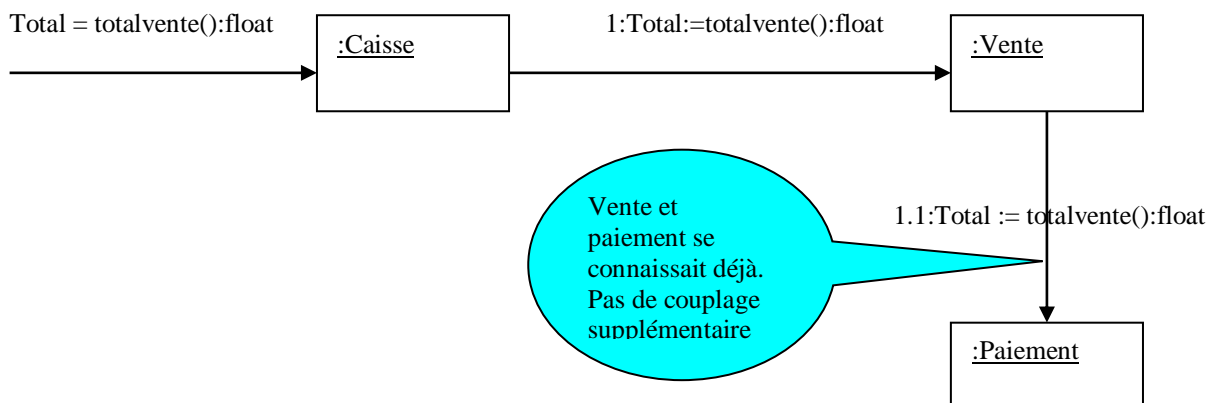 Total = totalvente():float
1:Total:=totalvente():float
:Caisse
:Vente
Vente et
paiement se
connaissait déjà.
Pas de couplage
supplémentaire
1.1:Total := totalvente():float
:Paiement